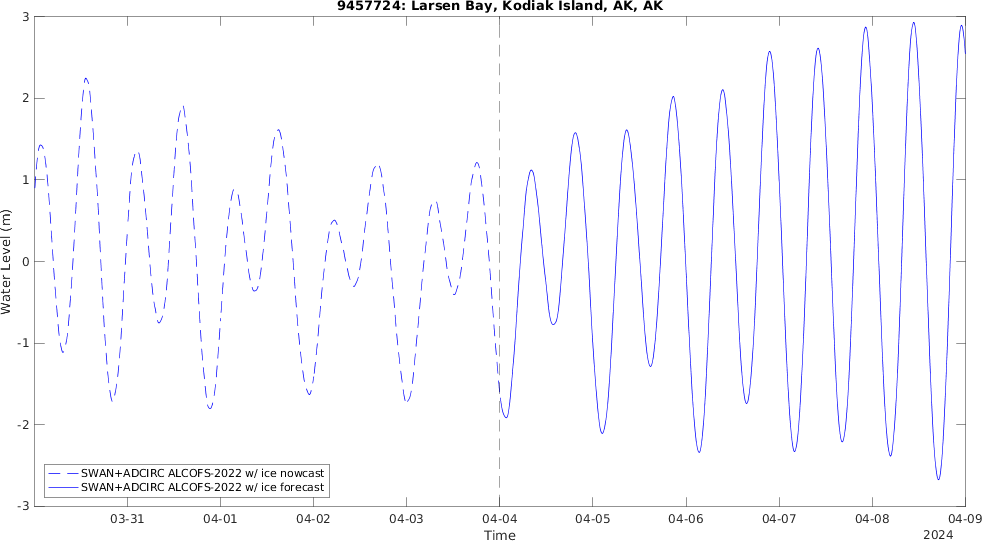 9457724: Larsen Bay, Kodiak Island, AK, AK
3
2
1
0
-1
-2
-3
Water Level (m)
SWAN+ADCIRC ALCOFS-2022 w/ ice nowcast
SWAN+ADCIRC ALCOFS-2022 w/ ice forecast
03-31 04-01 04-02 04-03 04-04 04-05 04-06 04-07 04-08 04-09
Time
2024